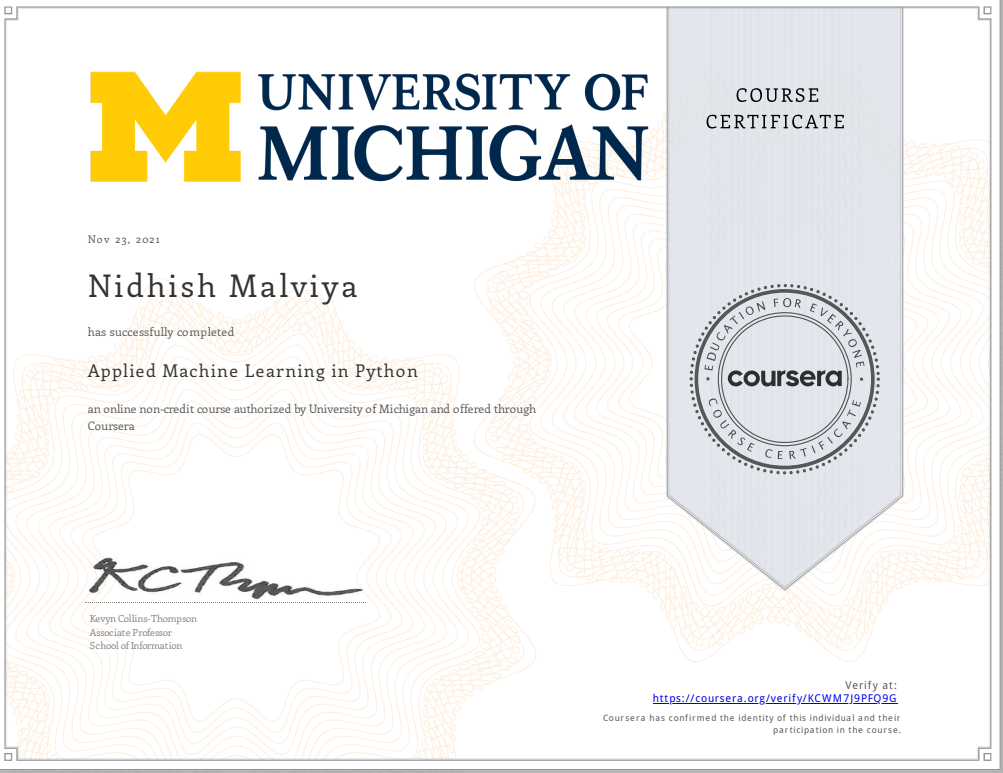 UNIVERSITY OF
MICHIGAN
COURSE
CERTIFICATE
Nov 23, 2021
Nidhish Malviya
has successfully completed
Applied Machine Learning in Python
an online non-credit course authorized by University of Michigan and offered through
Coursera
EDUCATION FOR EVERYONE
coursera
COURSE CERTIFICATE
KCThom
Kevyn Collins-Thompson
Associate Professor
School of Information
Verify at:
https://coursera.org/verify/KCWM7J9PFQ9G
Coursera has confirmed the identity of this individual and their
participation in the course.